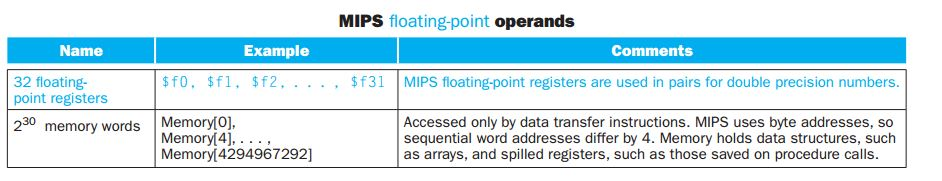 MIPS floating-point operands
Name Example Comments
32 floating-
point registers
$f0, $f1, $f2, . . . , $f31
MIPS floating-point registers are used in pairs for double precision numbers.
2³⁰ memory words
Memory[0],
Memory[4], . . . ,
Memory[4294967292]
Accessed only by data transfer instructions. MIPS uses byte addresses, so
sequential word addresses differ by 4. Memory holds data structures, such
as arrays, and spilled registers, such as those saved on procedure calls.